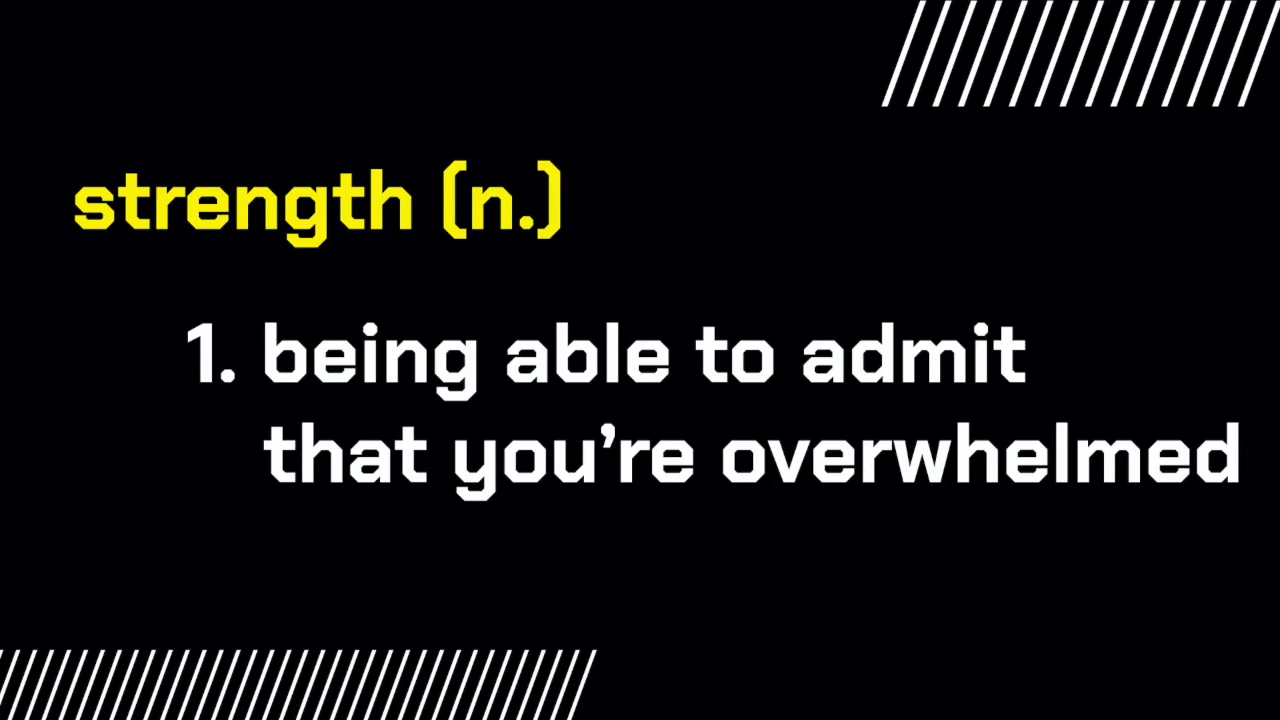 strength (n.)
1. being able to admit
that you’re overwhelmed